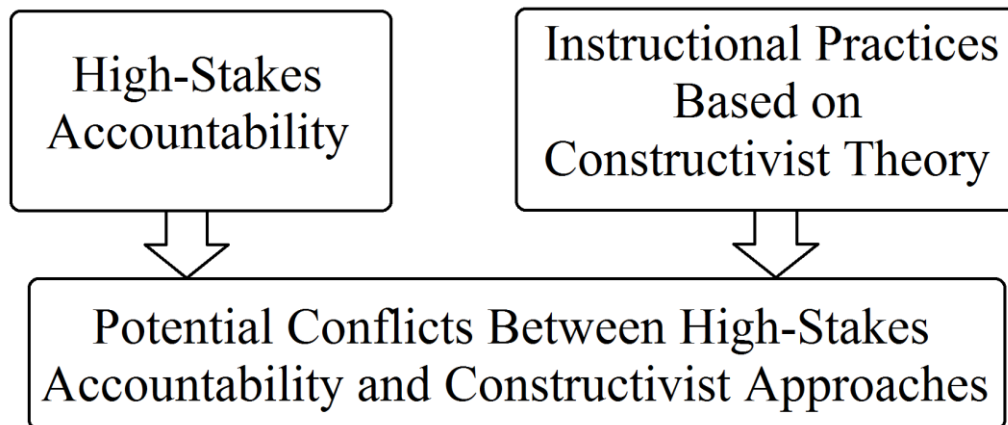 High-Stakes
Accountability
Instructional Practices
Based on
Constructivist Theory
Potential Conflicts Between High-Stakes
Accountability and Constructivist Approaches